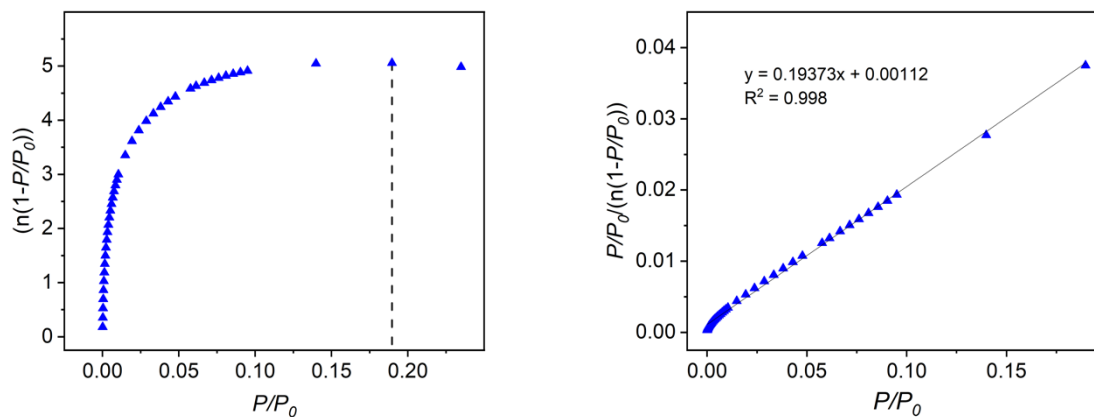 (n(1-P/P0))
5
4
3
2
1
0
0.00 0.05 0.10 0.15 0.20
P/P0
P/P0/(n(1-P/P0))
0.04
0.03
0.02
0.01
0.00
y = 0.19373x + 0.00112
R2 = 0.998
0.00 0.05 0.10 0.15
P/P0